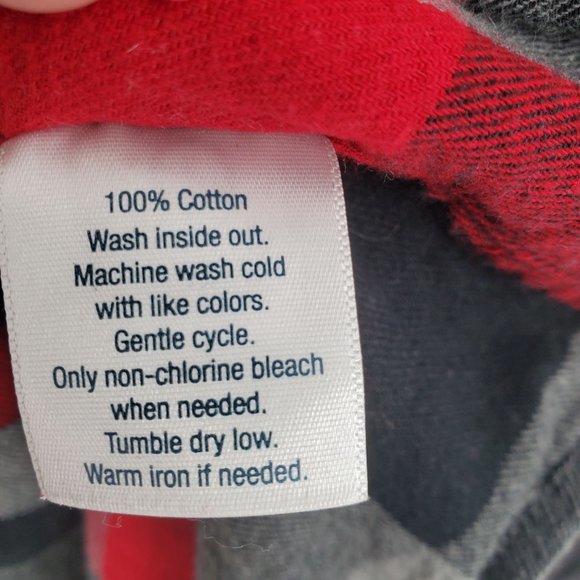 100% Cotton
Wash inside out.
Machine wash cold
with like colors.
Gentle cycle.
Only non-chlorine bleach
when needed.
Tumble dry low.
Warm iron if needed.